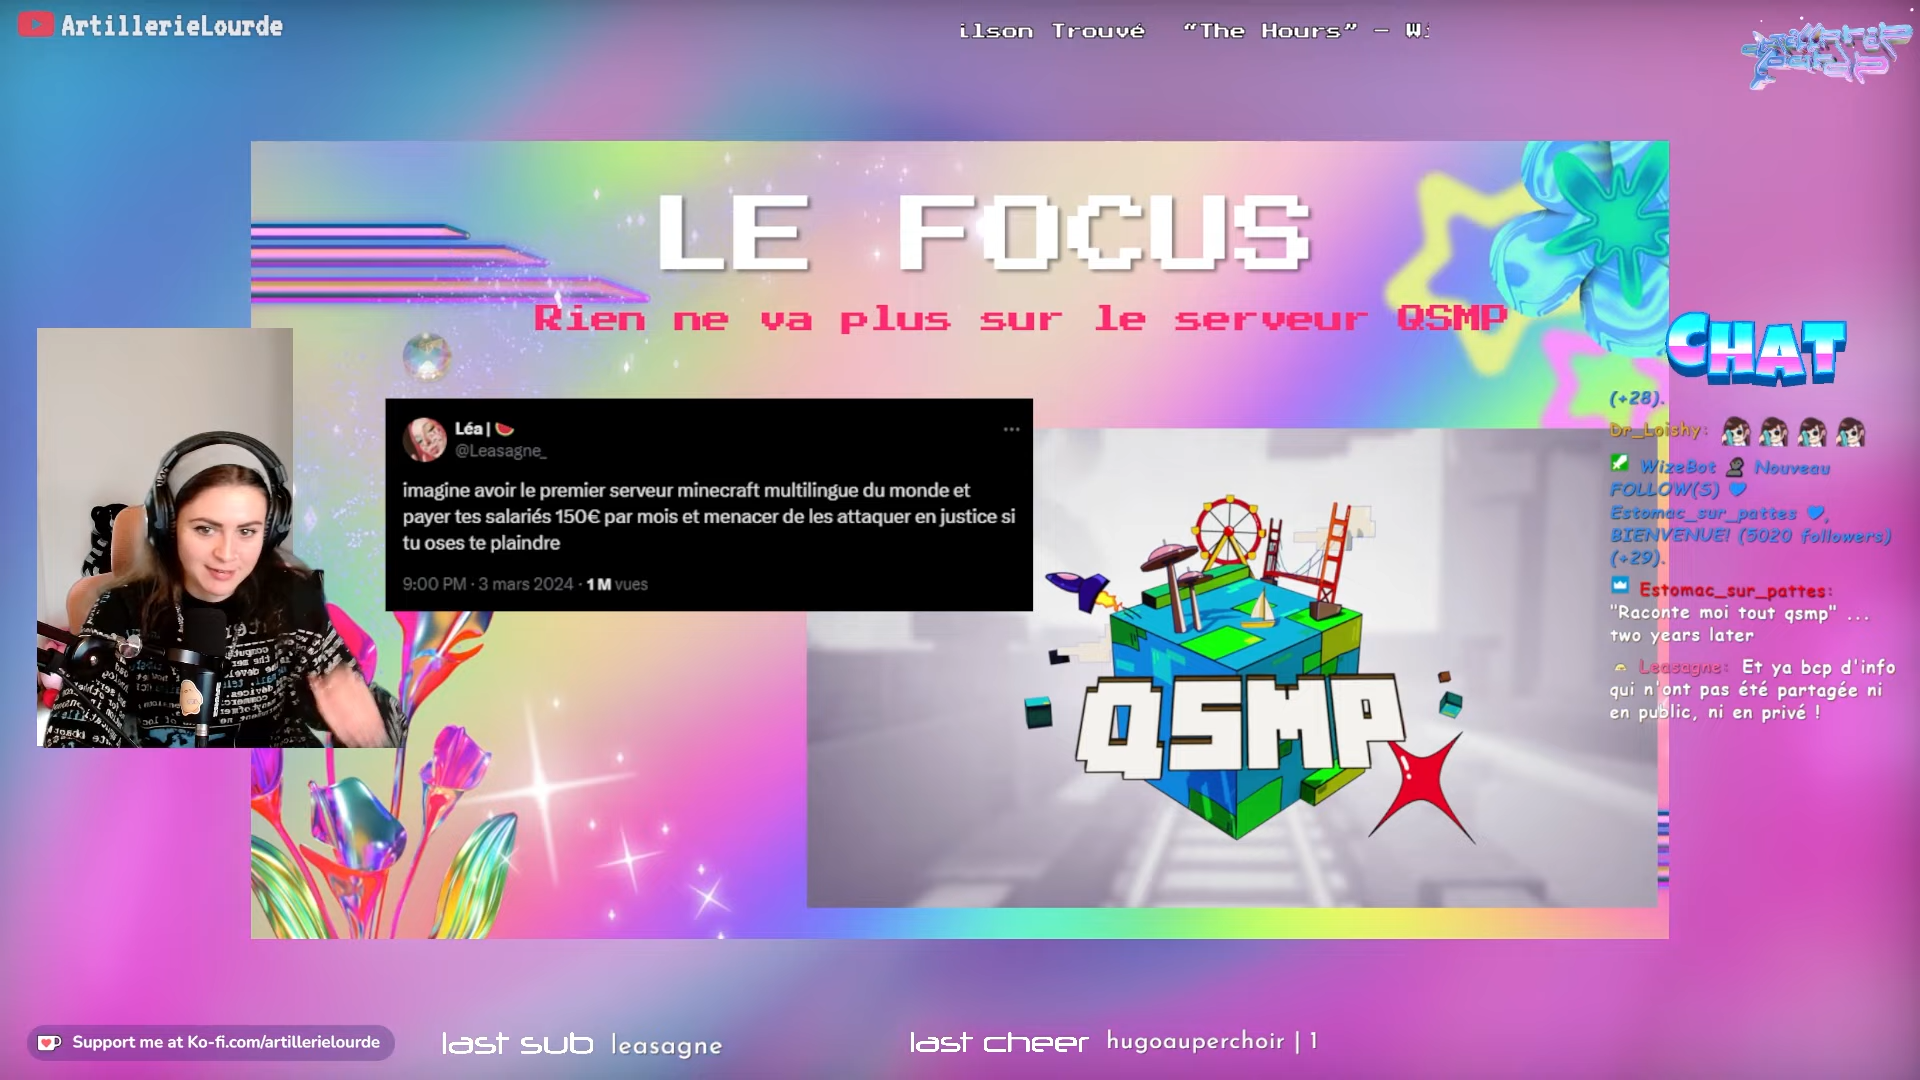 ArtillerieLourde
ilson Trouvé “The Hours” – W
LE FOCUS
Rien ne va plus sur le serveur QSMP
Léa | 🍉
@Leasagne_
imagine avoir le premier serveur minecraft multilingue du monde et
payer tes salariés 150€ par mois et menacer de les attaquer en justice si
tu oses te plaindre
9:00 PM · 3 mars 2024 · 1 M vues
QSMP
CHAT
(+28).
Dr_Loishy:
WizeBot 👤 Nouveau
FOLLOW(S) 💙
Estomac_sur_pattes 💙,
BIENVENUE! (5020 followers)
(+29).
Estomac_sur_pattes:
"Raconte moi tout qsmp" ...
two years later
Leasagne: Et ya bcp d'info
qui n'ont pas été partagée ni
en public, ni en privé !
Support me at Ko-fi.com/artillerielourde
last sub leasagne
last cheer hugoauperchoir | 1